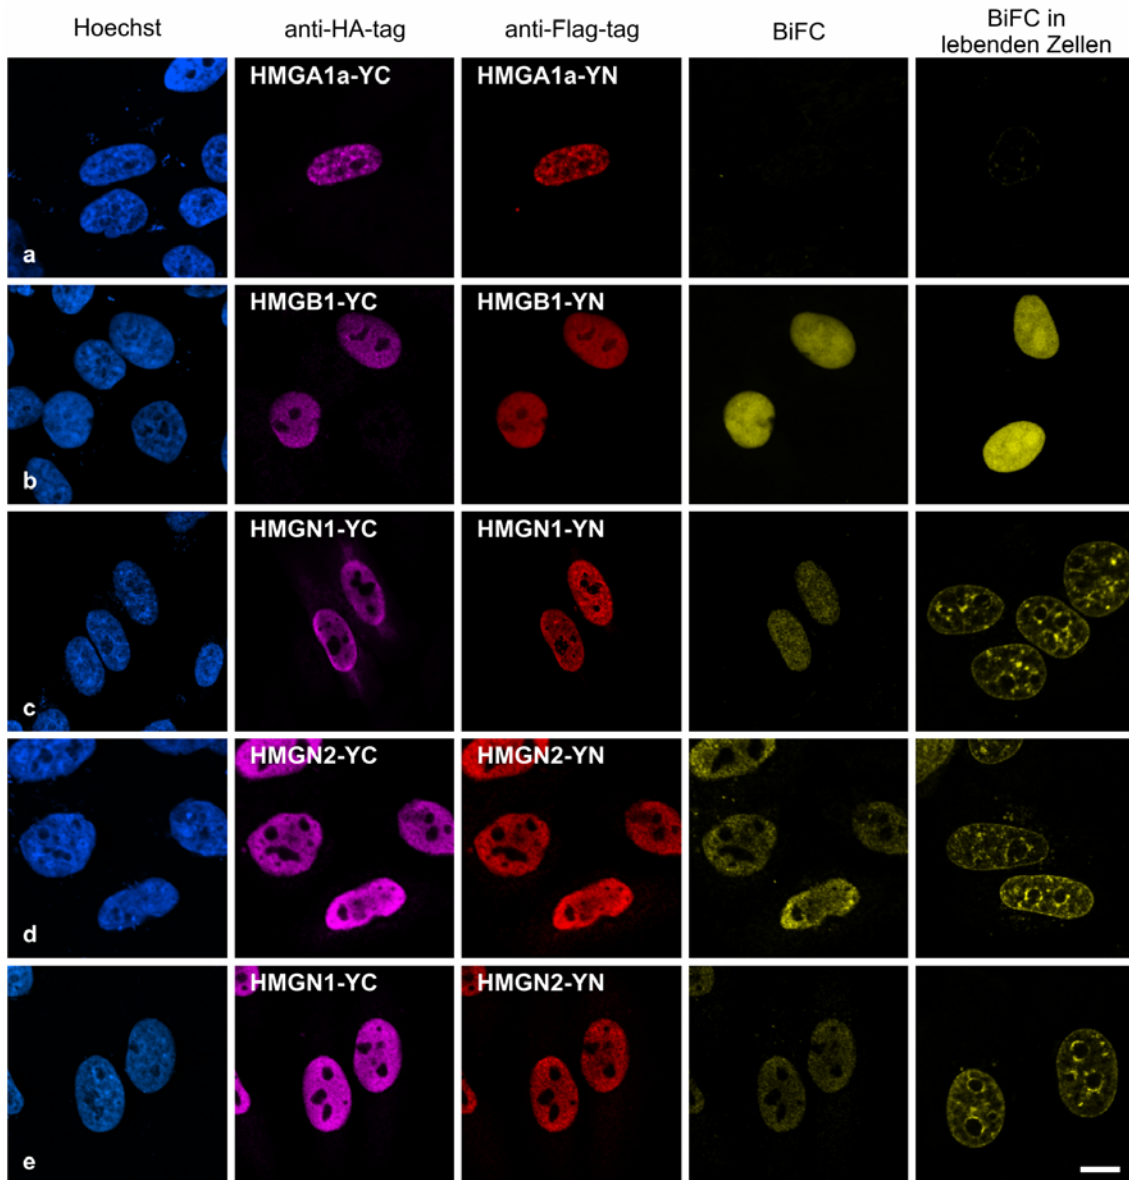 Hoechst
anti-HA-tag
anti-Flag-tag
BiFC
BiFC in
lebenden Zellen
HMGA1a-YC
HMGA1a-YN
a
HMGB1-YC
HMGB1-YN
b
HMGN1-YC
HMGN1-YN
c
HMGN2-YC
HMGN2-YN
d
HMGN1-YC
HMGN2-YN
e